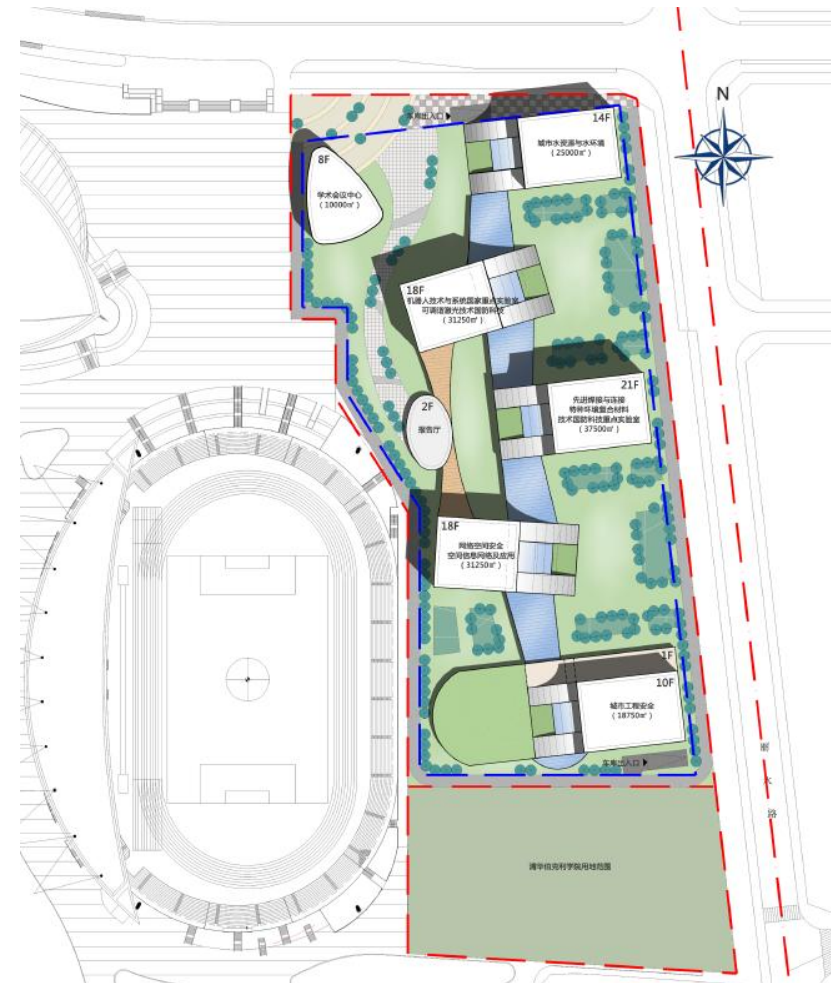 N
车库出入口
14F
城市水资源与水环境
（25000㎡）
8F
学术会议中心
（10000㎡）
18F
机器人技术与系统国家重点实验室
可调谐激光技术国防科技
（31250㎡）
21F
先进焊接与连接
特种环境复合材料
技术国防科技重点实验室
（37500㎡）
2F
报告厅
18F
网络空间安全
空间信息网络及应用
（31250㎡）
1F
10F
城市工程安全
（18750㎡）
车库出入口
丽水路
清华伯克利学院用地范围